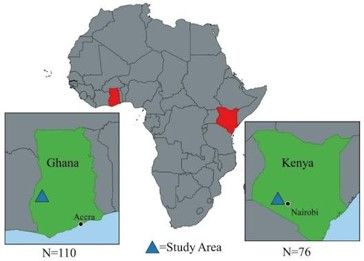 Ghana
Accra
N=110
Kenya
Nairobi
N=76
=Study Area